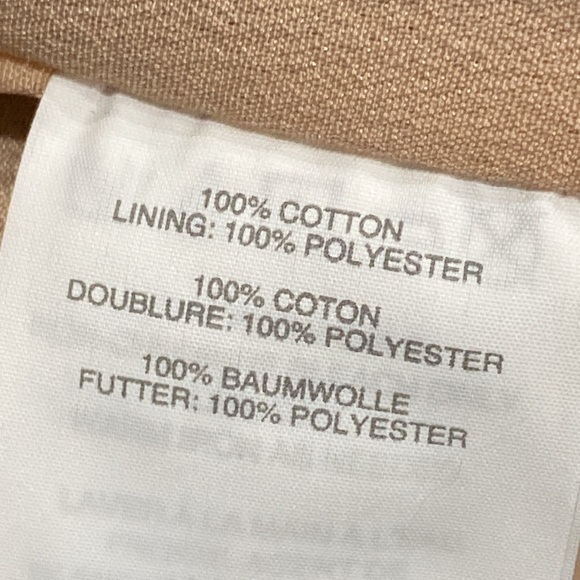 100% COTTON
LINING: 100% POLYESTER
100% COTON
DOUBLURE: 100% POLYESTER
100% BAUMWOLLE
FUTTER: 100% POLYESTER